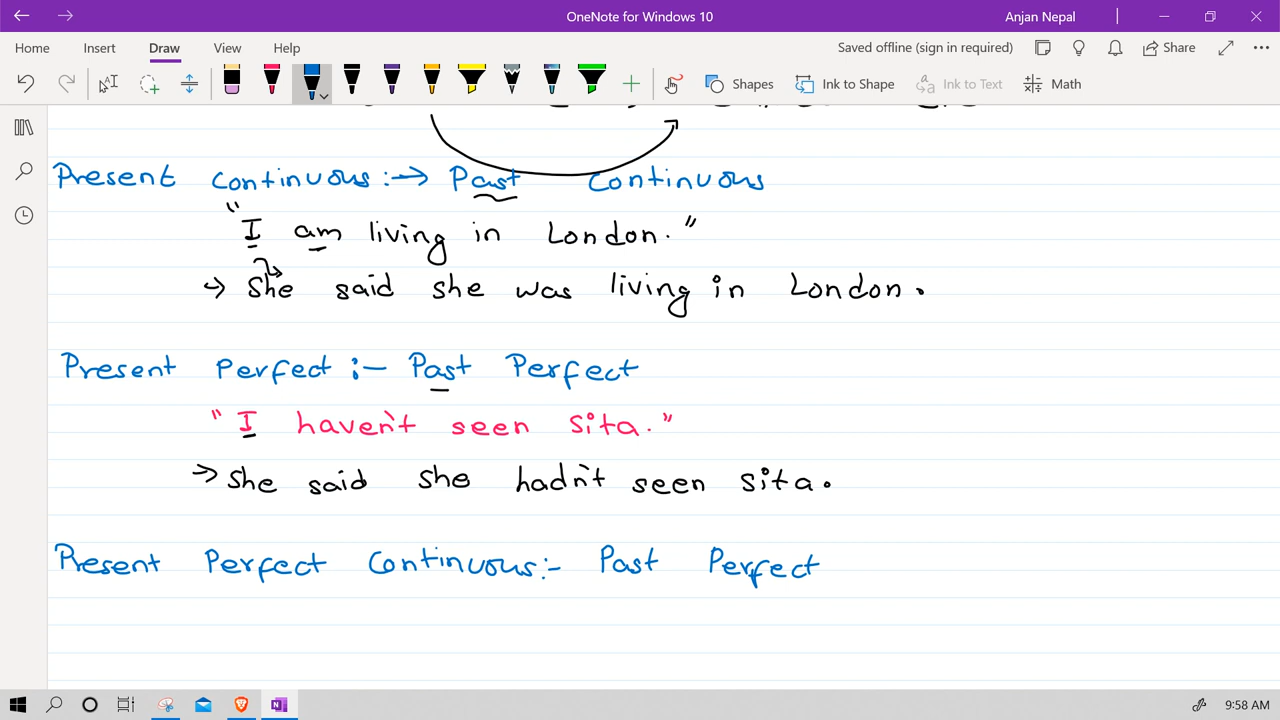 OneNote for Windows 10
Anjan Nepal
Home Insert Draw View Help
Saved offline (sign in required) Share
Shapes Ink to Shape Ink to Text Math
Present Continuous:→ Past Continuous
"I am living in London."
→ She said she was living in London.
Present Perfect :- Past Perfect
"I haven't seen Sita."
→ She said she hadn't seen Sita.
Present Perfect Continuous:- Past Perfect
9:58 AM